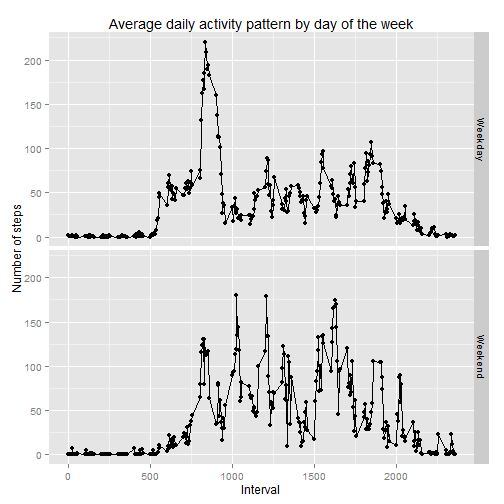 Average daily activity pattern by day of the week
Number of steps
200
150
100
50
0
Weekday
200
150
100
50
0
Weekend
0 500 1000 1500 2000
Interval